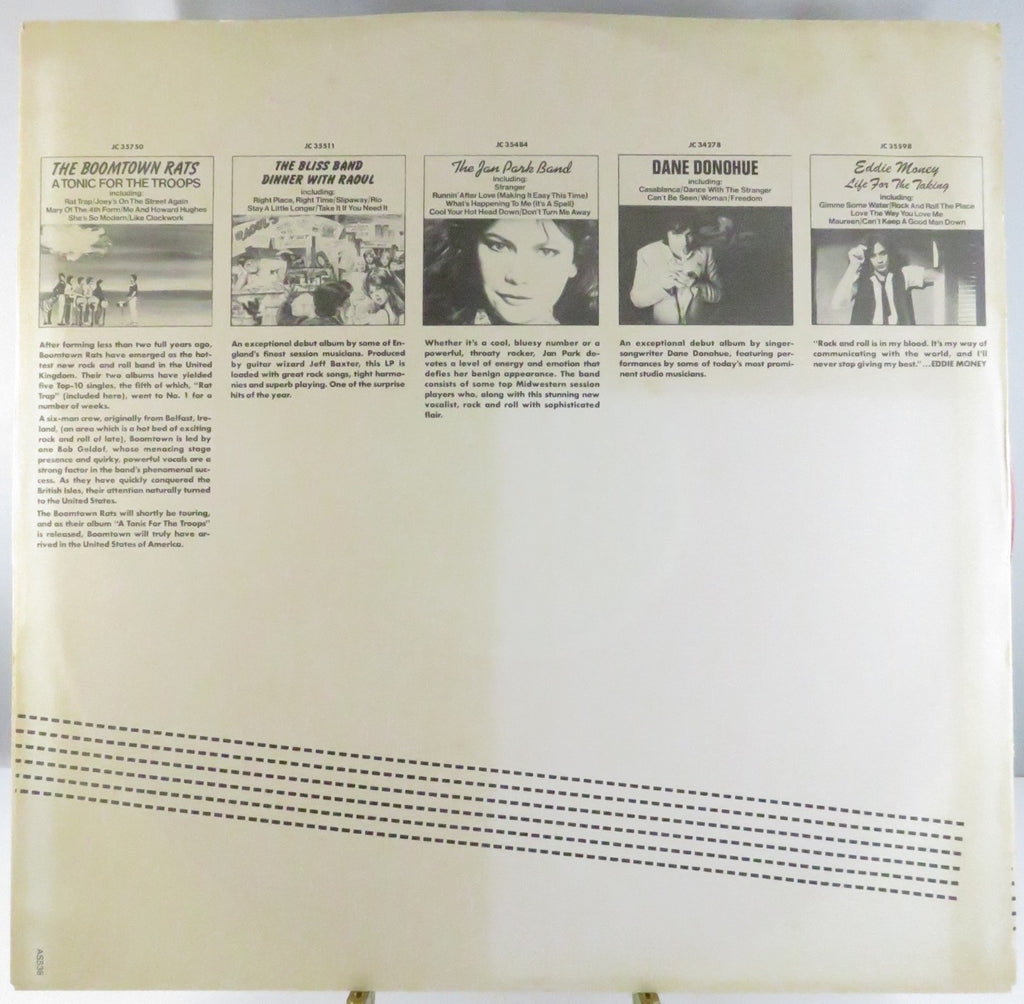 JC 35750
THE BOOMTOWN RATS
A TONIC FOR THE TROOPS
including:
Rat Trap/Joey's On The Street Again
Mary Of The 4th Form/Me And Howard Hughes
She's So Modern/Like Clockwork
After forming less than two full years ago,
Boomtown Rats have emerged as the hot-
test new rock and roll band in the United
Kingdom. Their two albums have yielded
five Top-10 singles, the fifth of which, "Rat
Trap" (included here), went to No. 1 for a
number of weeks.
A six-man crew, originally from Belfast, Ire-
land, (an area which is a hot bed of exciting
rock and roll of late), Boomtown is led by
one Bob Geldof, whose menacing stage
presence and quirky, powerful vocals are a
strong factor in the band's phenomenal suc-
cess. As they have quickly conquered the
British Isles, their attention naturally turned
to the United States.
The Boomtown Rats will shortly be touring,
and as their album "A Tonic For The Troops"
is released, Boomtown will truly have ar-
rived in the United States of America.
JC 35511
THE BLISS BAND
DINNER WITH RAOUL
including:
Right Place, Right Time/Slipaway/Rio
Stay A Little Longer/Take It If You Need It
An exceptional debut album by some of En-
gland's finest session musicians. Produced
by guitar wizard Jeff Baxter, this LP is
loaded with great rock songs, tight harmo-
nies and superb playing. One of the surprise
hits of the year.
JC 35484
The Jan Park Band
including:
Stranger
Runnin' After Love (Making It Easy This Time)
What's Happening To Me (It's A Spell)
Cool Your Hot Head Down/Don't Turn Me Away
Whether it's a cool, bluesy number or a
powerful, throaty rocker, Jan Park de-
votes a level of energy and emotion that
defies her benign appearance. The band
consists of some top Midwestern session
players who, along with this stunning new
vocalist, rock and roll with sophisticated
flair.
JC 34278
DANE DONOHUE
including:
Casablanca/Dance With The Stranger
Can't Be Seen/Woman/Freedom
An exceptional debut album by singer-
songwriter Dane Donohue, featuring per-
formances by some of today's most promi-
nent studio musicians.
JC 35598
Eddie Money
Life For The Taking
including:
Gimme Some Water/Rock And Roll The Place
Love The Way You Love Me
Maureen/Can't Keep A Good Man Down
"Rock and roll is in my blood. It's my way of
communicating with the world, and I'll
never stop giving my best."...EDDIE MONEY
AS538